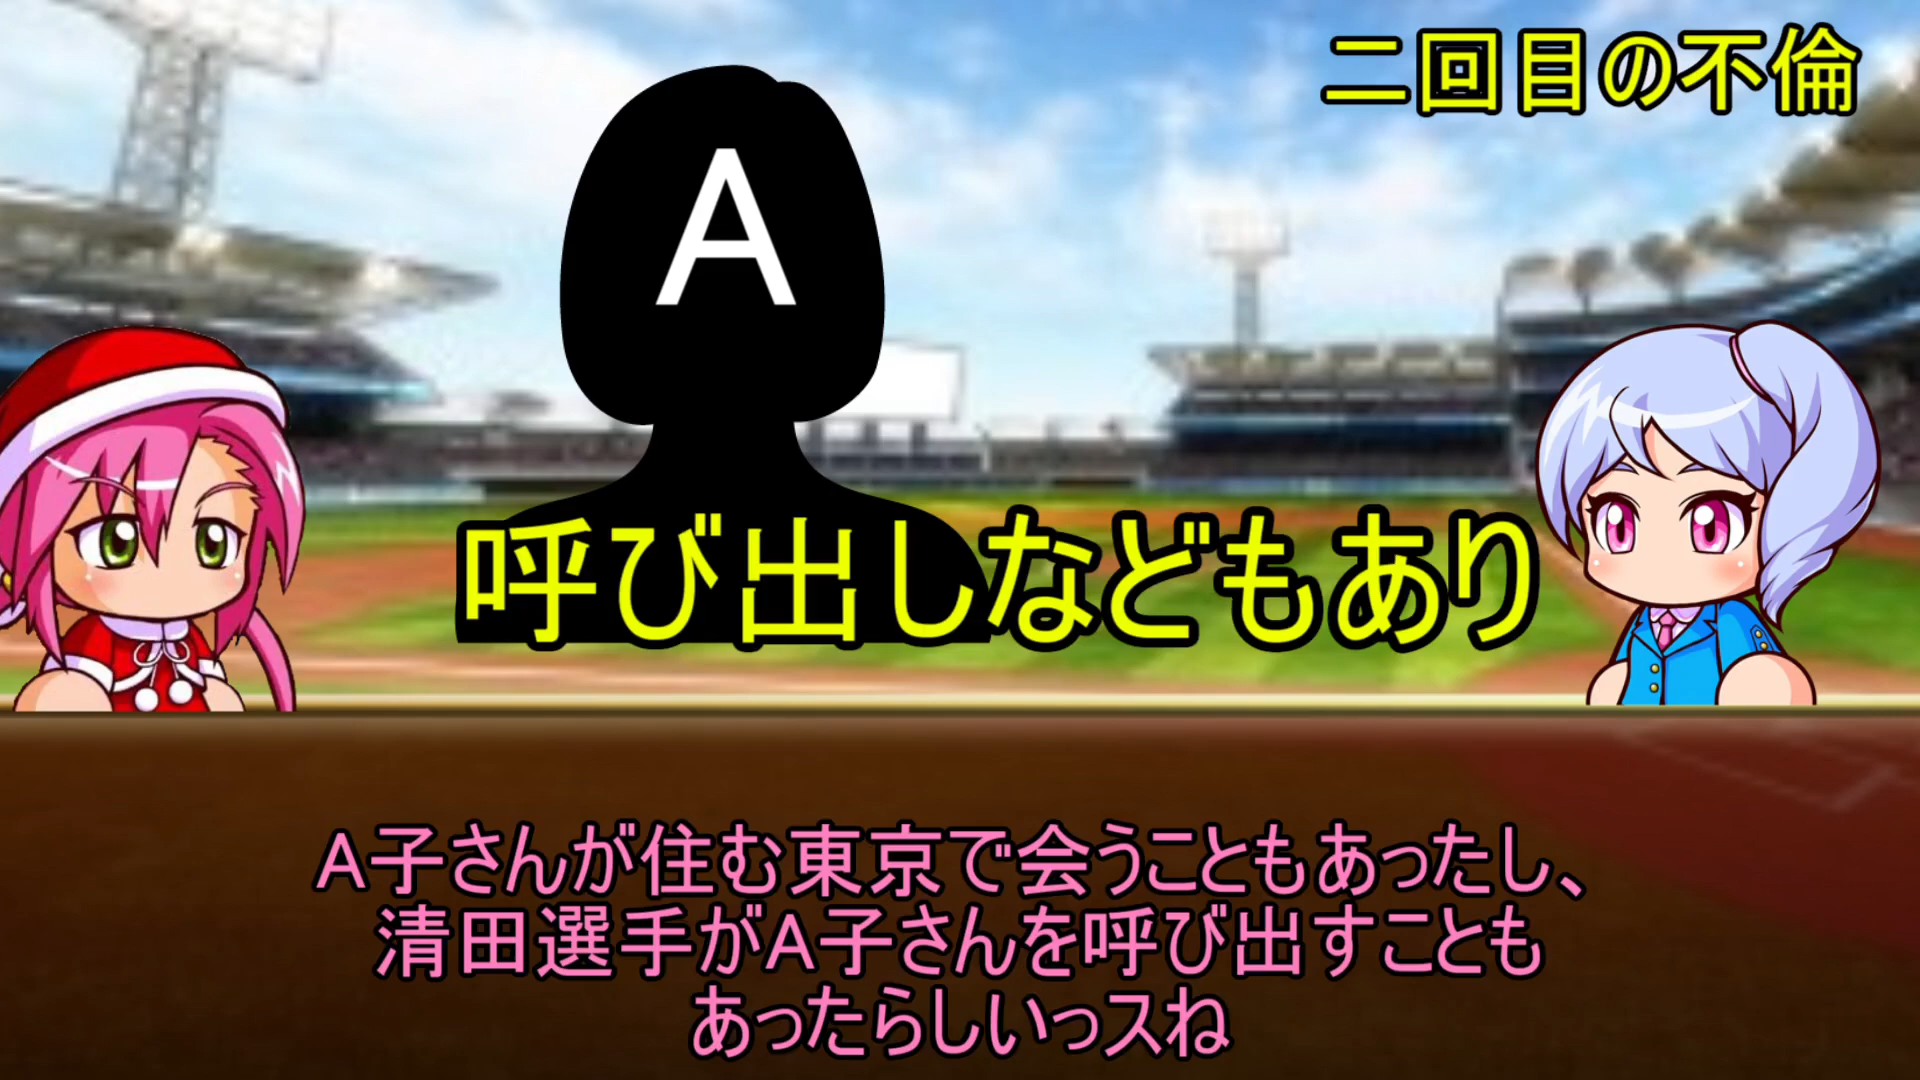 二回目の不倫
A
呼び出しなどもあり
A子さんが住む東京で会うこともあったし、
清田選手がA子さんを呼び出すことも
あったらしいっスね